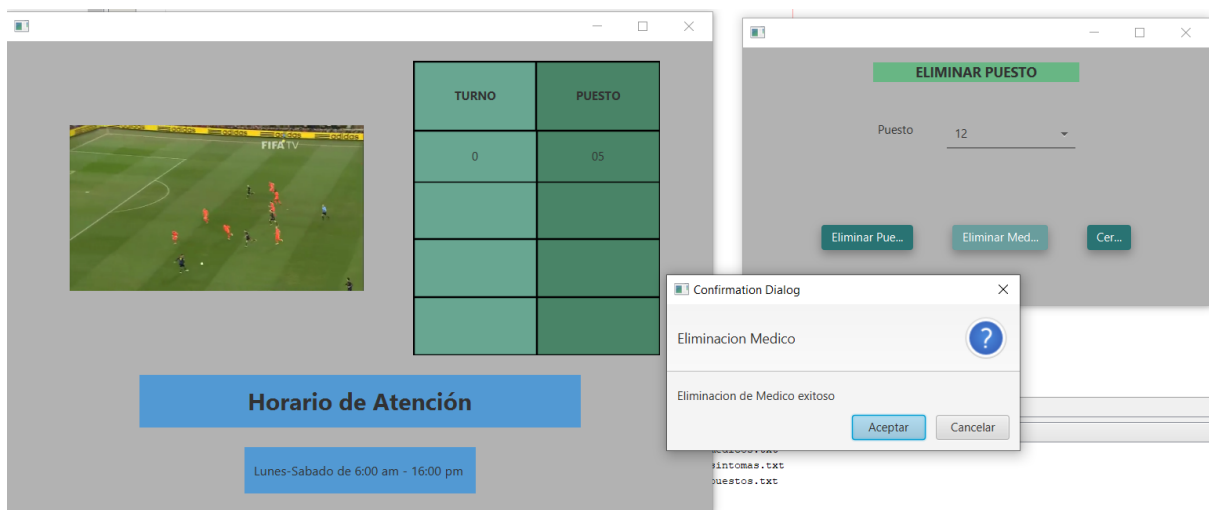 TURNO PUESTO
adidas
FIFA TV
0 05
Horario de Atención
Lunes-Sabado de 6:00 am - 16:00 pm
ELIMINAR PUESTO
Puesto 12
Eliminar Pue... Eliminar Med... Cer...
Confirmation Dialog
Eliminacion Medico
?
Eliminacion de Medico exitoso
Aceptar Cancelar
sintomas.txt
puestos.txt